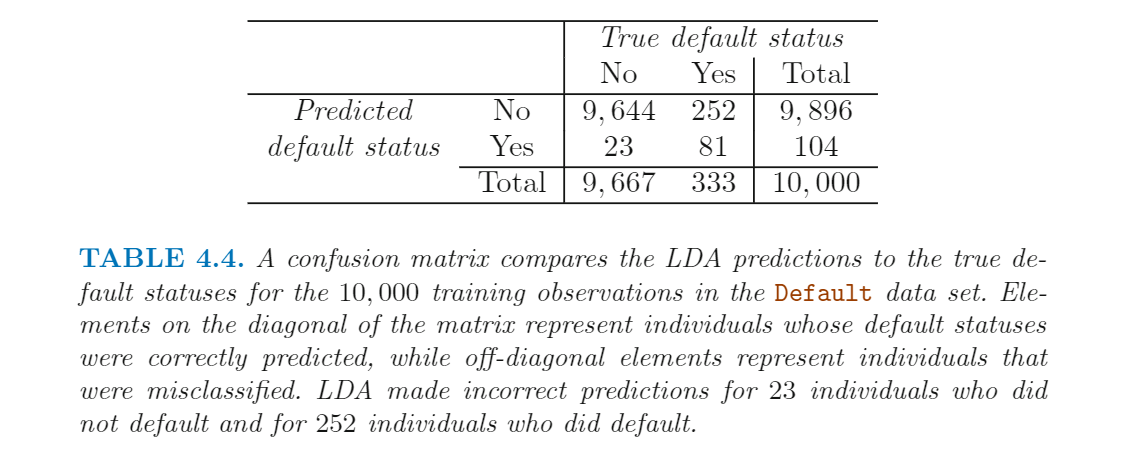 True default status
No Yes Total
Predicted No 9, 644 252 9, 896
default status Yes 23 81 104
Total 9, 667 333 10, 000
TABLE 4.4. A confusion matrix compares the LDA predictions to the true de-
fault statuses for the 10, 000 training observations in the Default data set. Ele-
ments on the diagonal of the matrix represent individuals whose default statuses
were correctly predicted, while off-diagonal elements represent individuals that
were misclassified. LDA made incorrect predictions for 23 individuals who did
not default and for 252 individuals who did default.